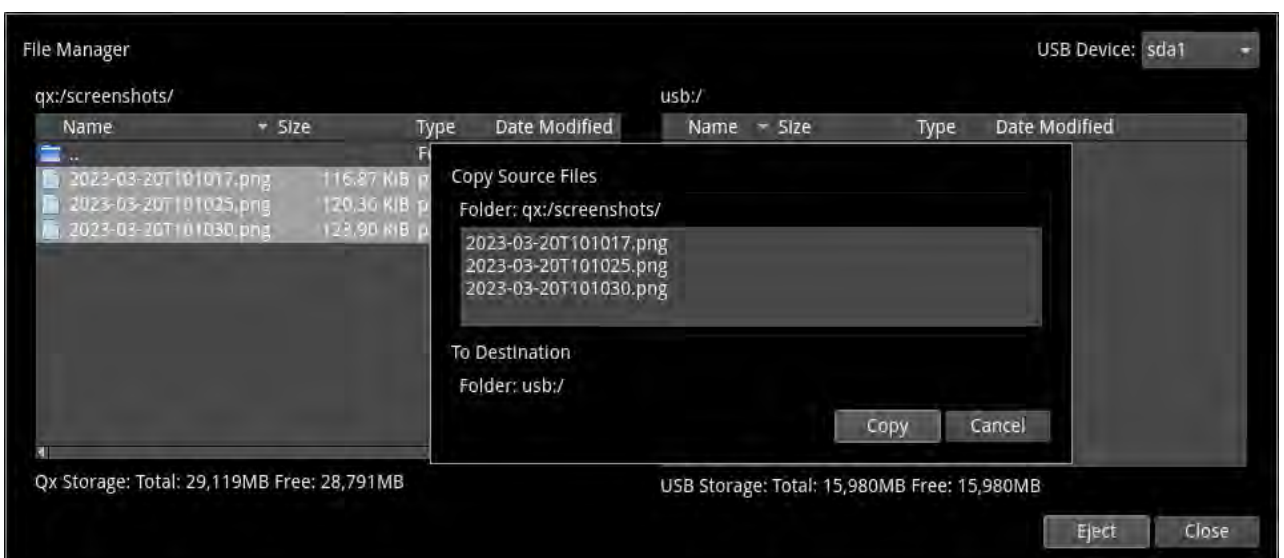 File Manager
USB Device: sda1
qx:/screenshots/
usb:/
Name Size Type Date Modified
Name Size Type Date Modified
..
2023-03-20T101017.png 116.87 KiB p
2023-03-20T101025.png 120.36 KiB p
2023-03-20T101030.png 123.90 KiB p
Copy Source Files
Folder: qx:/screenshots/
2023-03-20T101017.png
2023-03-20T101025.png
2023-03-20T101030.png
To Destination
Folder: usb:/
Copy Cancel
Qx Storage: Total: 29,119MB Free: 28,791MB
USB Storage: Total: 15,980MB Free: 15,980MB
Eject Close